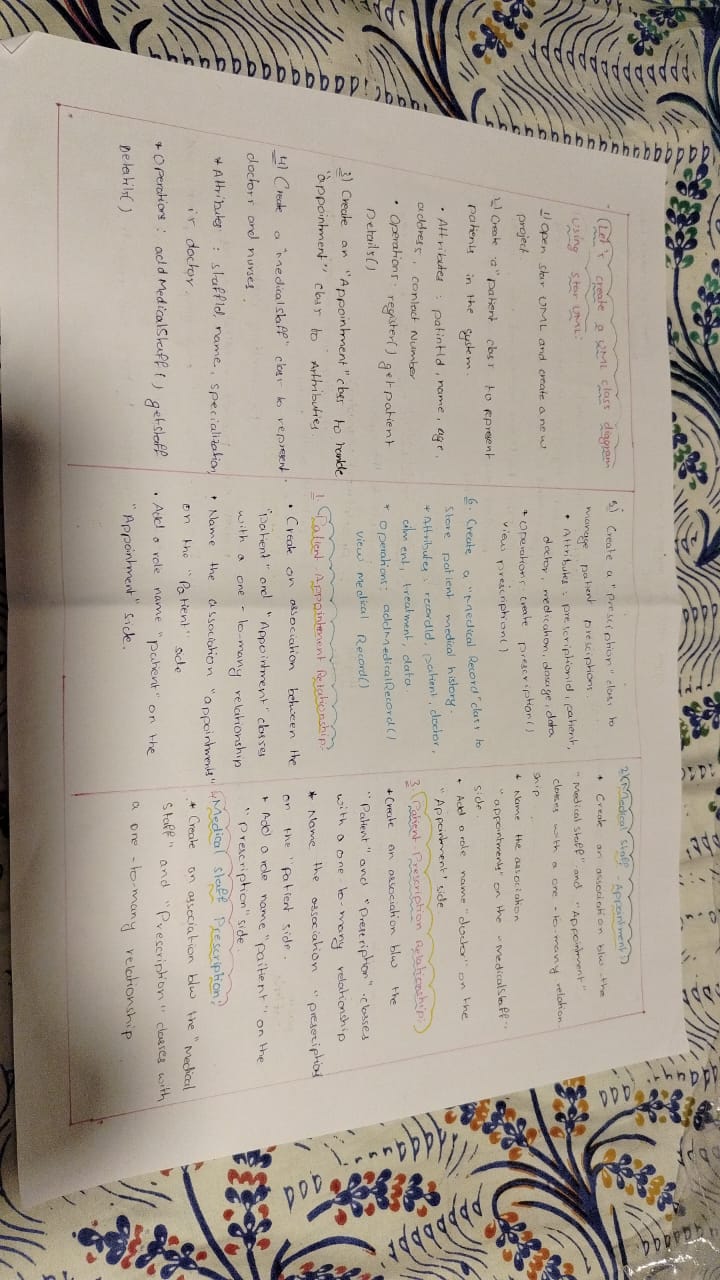 Let's create a UML class diagram
Using Star UML:
1) Open star UML and create a new
project.
2) Create "a" patient class to represent
patients in the system.
• Attributes : patintId, name, age,
address, contact Number
• Operations: register() get patient
Details()
3) Create an "Appointment" class to handle
"appointment" class to Attributies.
4) Create a "medicalstaff" class to represent
doctors and nurses.
* Attributes : staffId, name, specialization,
is, doctor.
* Operations : add MedicalStaff() getstaff
Details()
5) Create a "prescription" class to
manage patient presciptions.
• Attributes : prescriptionid, patient,
doctor, medication, dosage, data
* Operations: create prescription()
view prescription()
6. Create a "Medical Record" class to
Store patient medical history.
* Attributes : recordId, patient, doctor,
ailment, treatment, data.
* Operations: addMedicalRecord()
view Medical Record()
1. Patient-Appointement Relationship:
• Create an association between the
"patient" and "Appointment" classes
with a one-to-many relationship
• Name the association "appointments"
on the "Patient" side
• Add a role name "patient" on the
"Appointment" side.
2. (Medical Staff - Appointment:)
* Create an association b/w the
"Medical staff" and "Appointment"
classes with a one-to-many relation
ship
* Name the association
"appointments" on the "MedicalStaff"
side.
* Add a role name "doctor" on the
"Appointment" side.
3. Patient-Prescription Relationship:
* Create an association b/w the
"Patient" and "Prescription" classes
with a one-to-many relationship
* Name the association "prescription
on the "Patient side.
* Add a role name "paitient" on the
"Prescription" side.
4. Medical staff Prescription:
* Create an association b/w the "Medical
Staff" and "Prescription" classes with
a one-to-many relationship